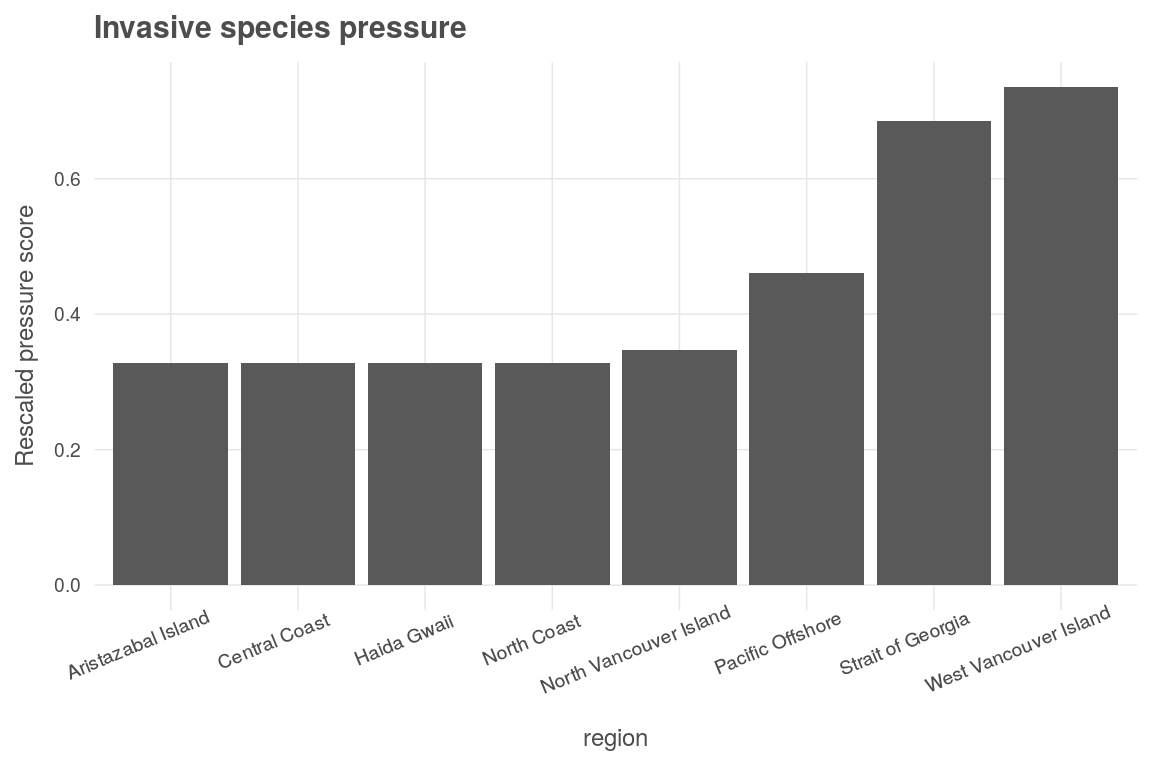 Invasive species pressure
Rescaled pressure score
0.6
0.4
0.2
0.0
Aristazabal Island
Central Coast
Haida Gwaii
North Coast
North Vancouver Island
Pacific Offshore
Strait of Georgia
West Vancouver Island
region